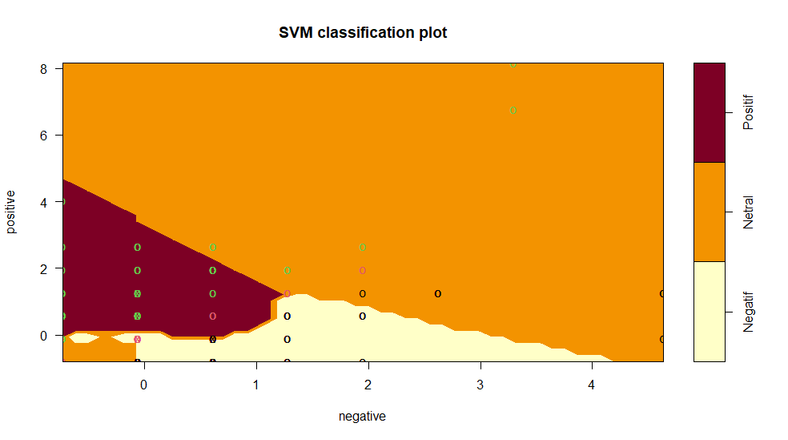 SVM classification plot
8
6
4
2
0
positive
0 1 2 3 4
negative
Positif
Netral
Negatif